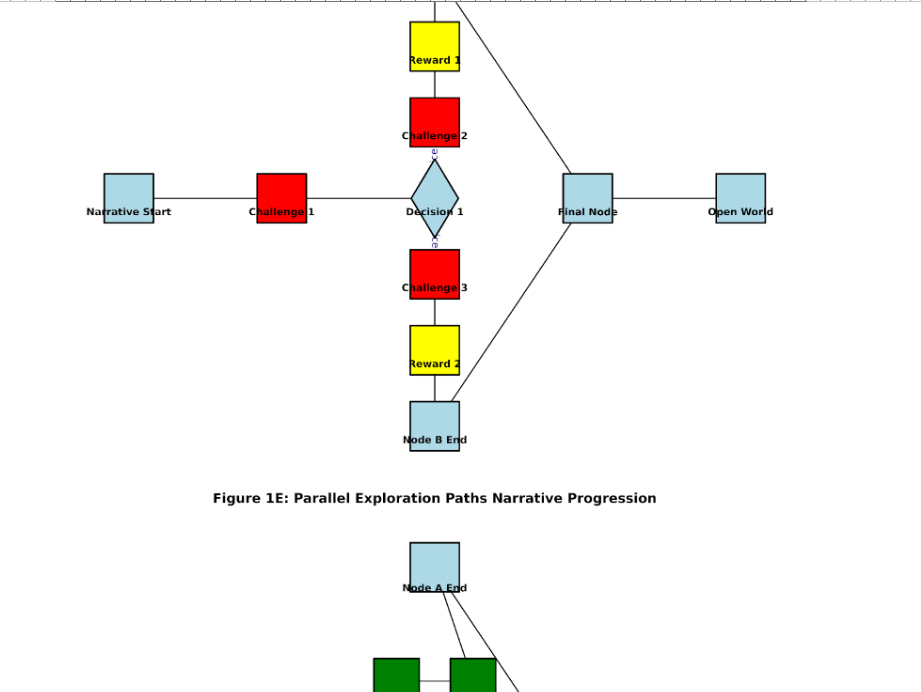 Reward 1
Challenge 2
Narrative Start
Challenge 1
Decision 1
Final Node
Open World
Challenge 3
Reward 2
Node B End
Figure 1E: Parallel Exploration Paths Narrative Progression
Node A End